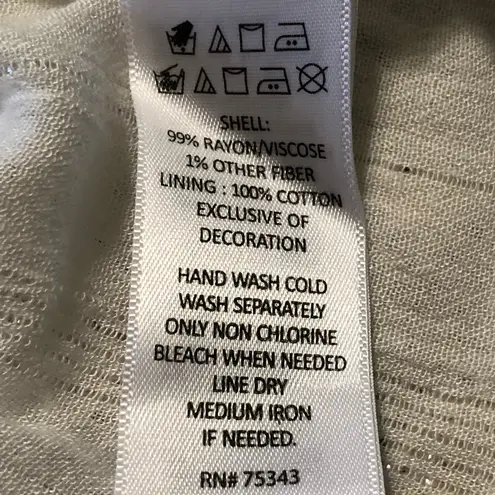 SHELL:
99% RAYON/VISCOSE
1% OTHER FIBER
LINING : 100% COTTON
EXCLUSIVE OF
DECORATION
HAND WASH COLD
WASH SEPARATELY
ONLY NON CHLORINE
BLEACH WHEN NEEDED
LINE DRY
MEDIUM IRON
IF NEEDED.
RN# 75343